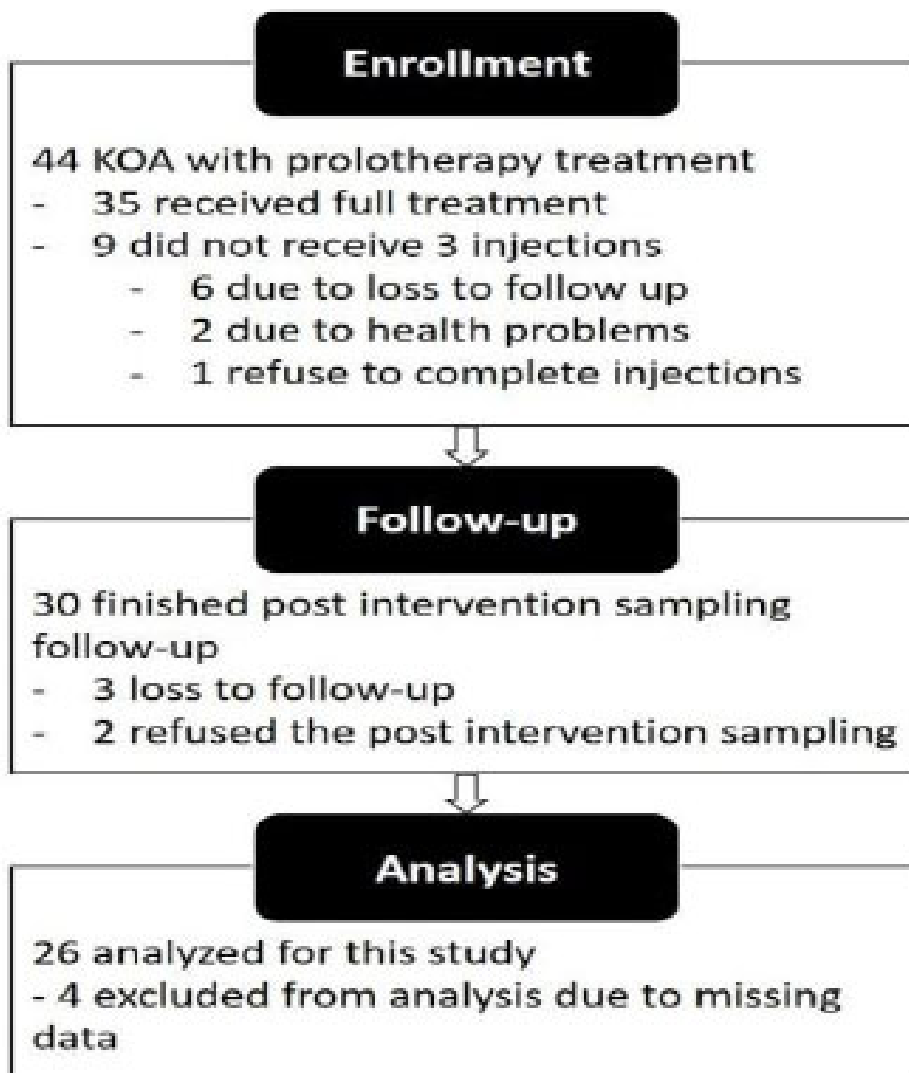 Enrollment
44 KOA with prolotherapy treatment
- 35 received full treatment
- 9 did not receive 3 injections
- 6 due to loss to follow up
- 2 due to health problems
- 1 refuse to complete injections
Follow-up
30 finished post intervention sampling
follow-up
- 3 loss to follow-up
- 2 refused the post intervention sampling
Analysis
26 analyzed for this study
- 4 excluded from analysis due to missing
data